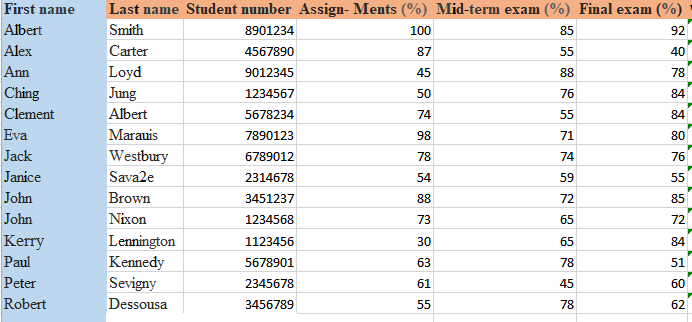 First name Last name Student number Assign- Ments (%) Mid-term exam (%) Final exam (%)
Albert Smith 8901234 100 85 92
Alex Carter 4567890 87 55 40
Ann Loyd 9012345 45 88 78
Ching Jung 1234567 50 76 84
Clement Albert 5678234 74 55 84
Eva Marauis 7890123 98 71 80
Jack Westbury 6789012 78 74 76
Janice Sava2e 2314678 54 59 55
John Brown 3451237 88 72 85
John Nixon 1234568 73 65 72
Kerry Lennington 1123456 30 65 84
Paul Kennedy 5678901 63 78 51
Peter Sevigny 2345678 61 45 60
Robert Dessousa 3456789 55 78 62